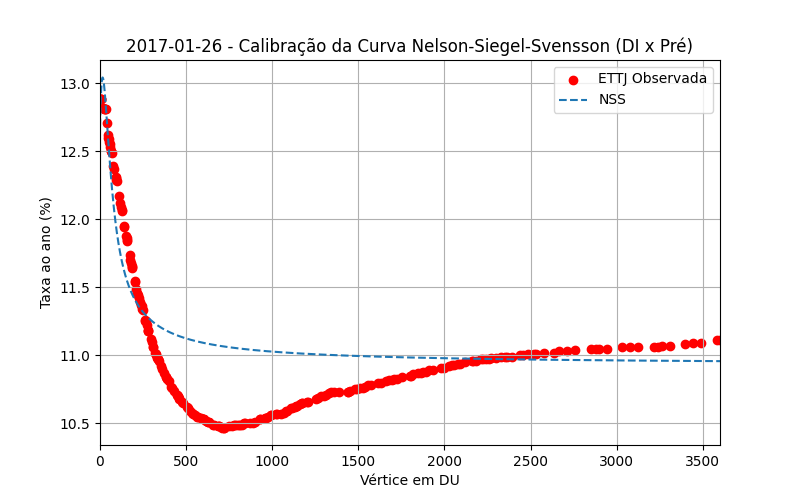 2017-01-26 - Calibração da Curva Nelson-Siegel-Svensson (DI x Pré)
ETTJ Observada
NSS
Taxa ao ano (%)
13.0
12.5
12.0
11.5
11.0
10.5
0 500 1000 1500 2000 2500 3000 3500
Vértice em DU